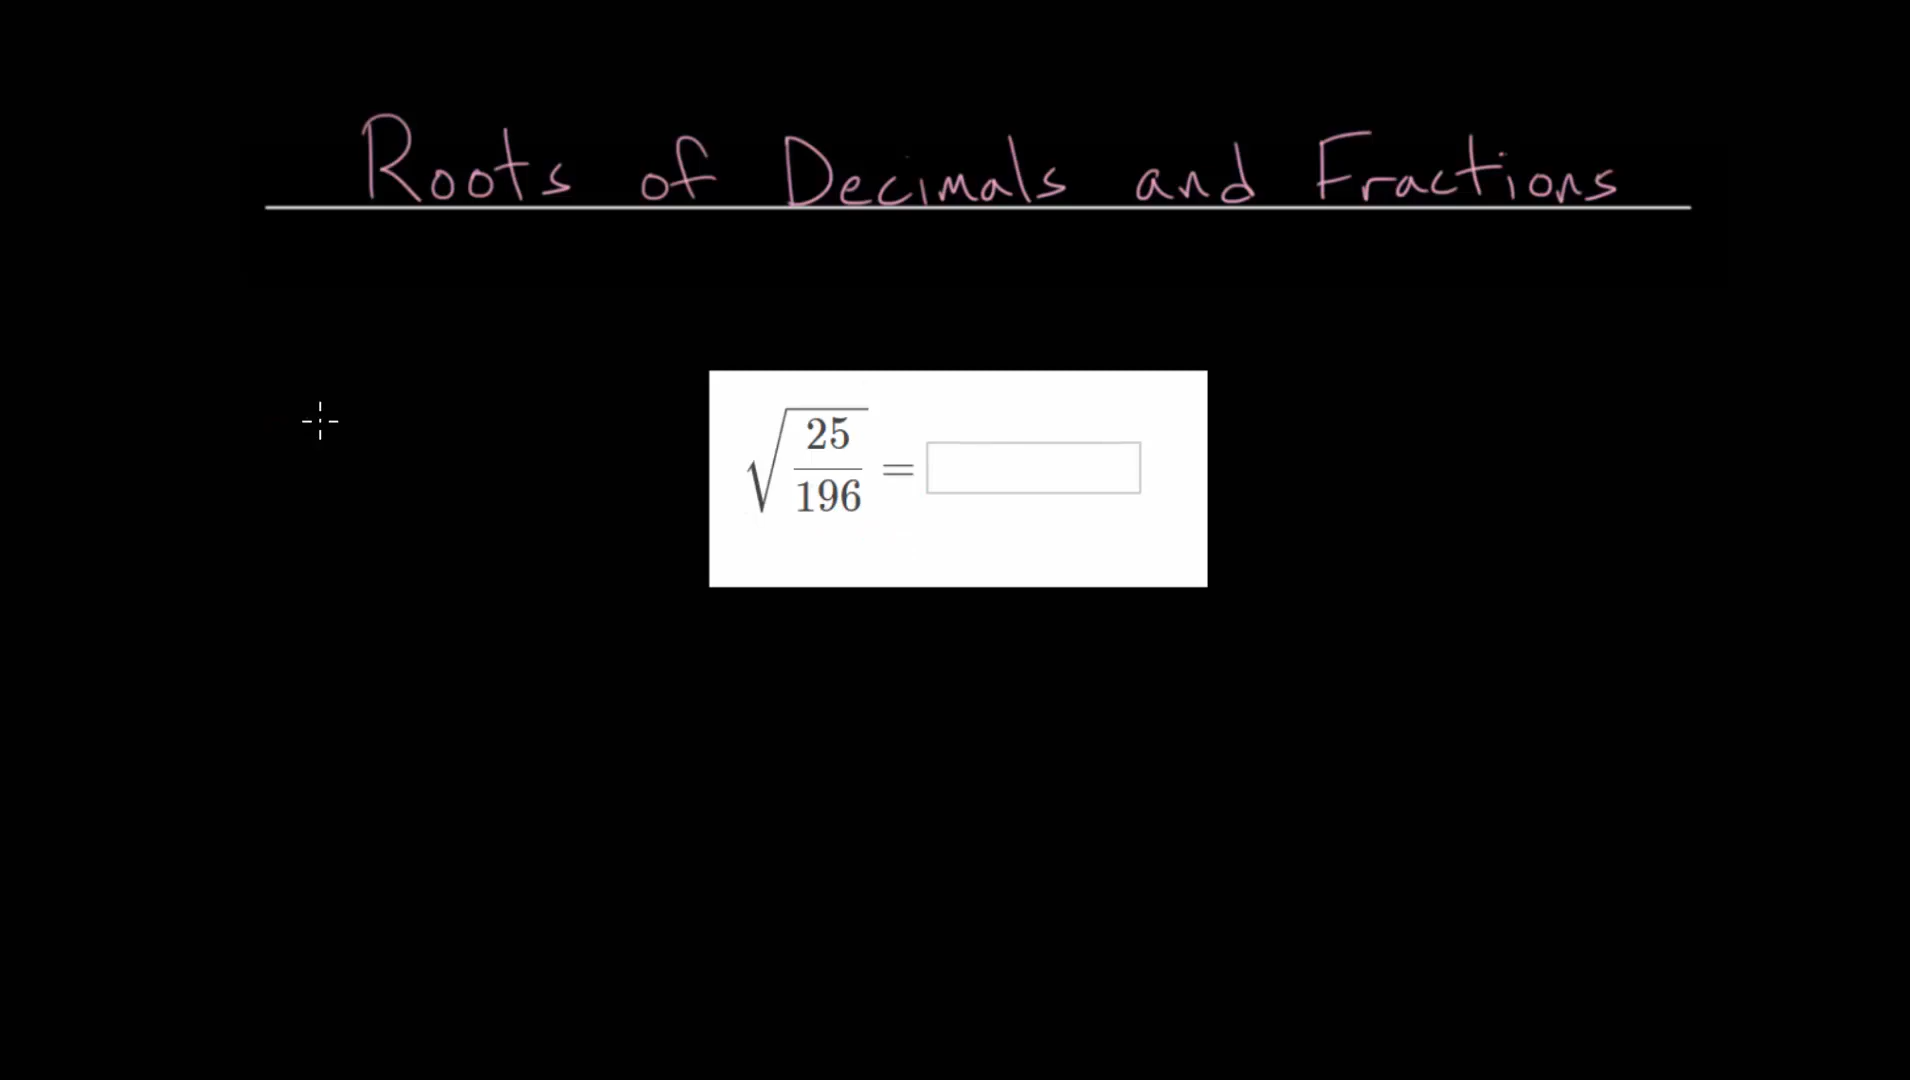 Roots of Decimals and Fractions
√(25/196) =